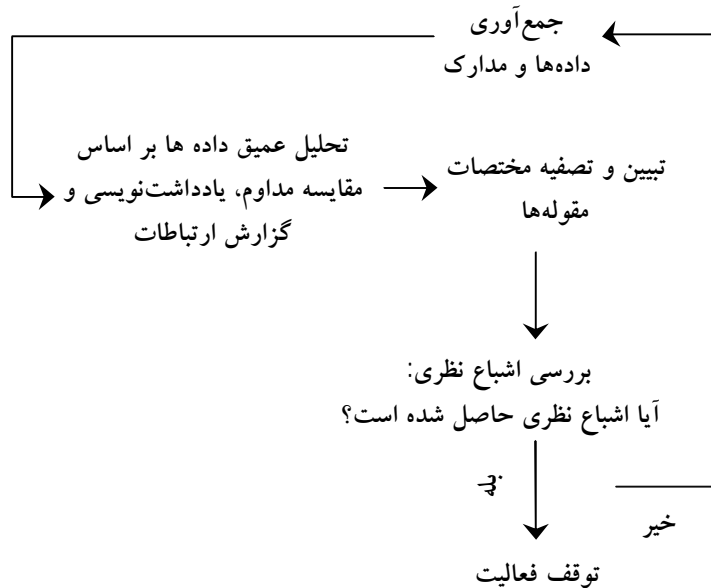 جمع‌آوری
داده‌ها و مدارک
تحلیل عمیق داده ها بر اساس
مقایسه مداوم، یادداشت‌نویسی و
گزارش ارتباطات
تبیین و تصفیه مختصات
مقوله‌ها
بررسی اشباع نظری:
آیا اشباع نظری حاصل شده است؟
بله
خیر
توقف فعالیت